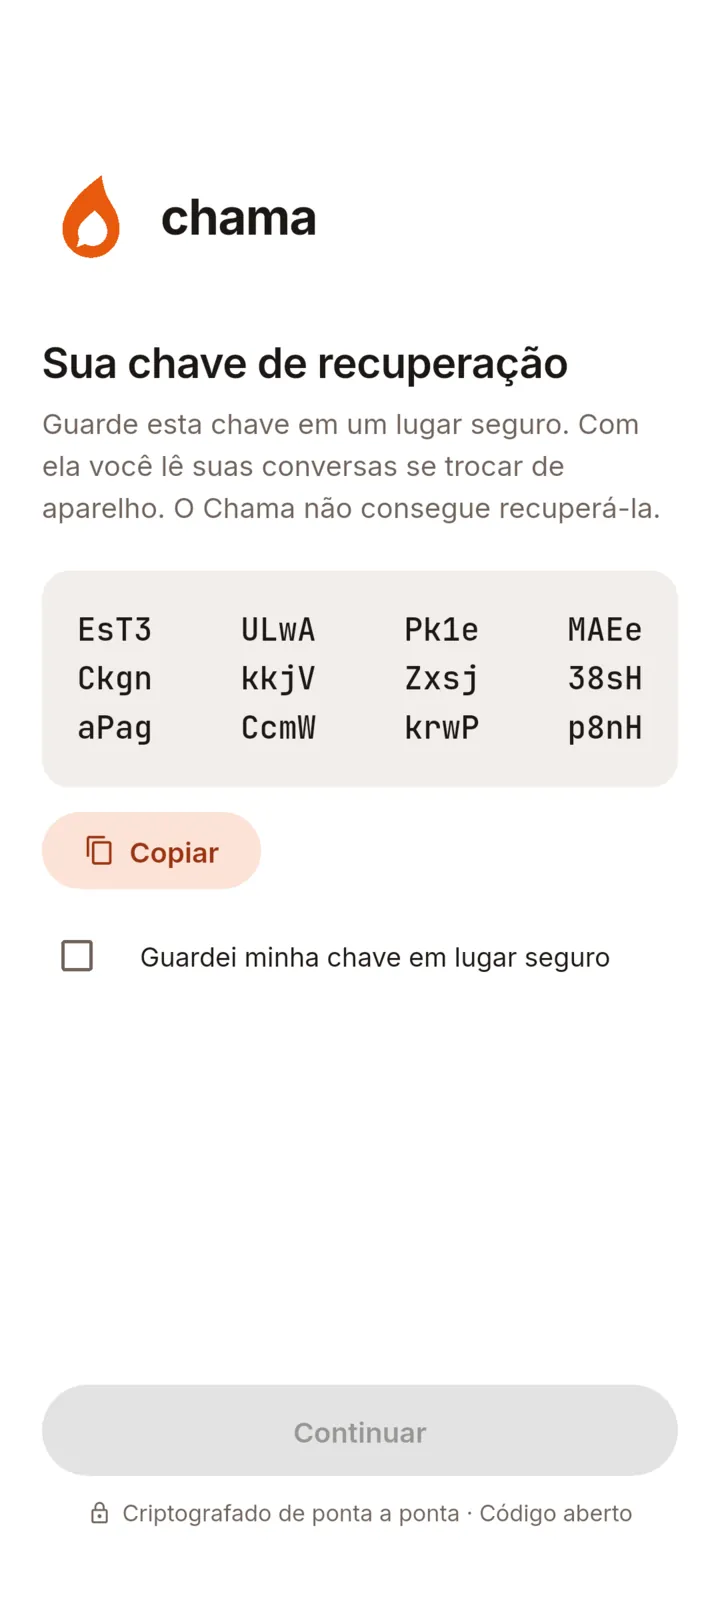 chama
Sua chave de recuperação
Guarde esta chave em um lugar seguro. Com
ela você lê suas conversas se trocar de
aparelho. O Chama não consegue recuperá-la.
EsT3 ULwA Pk1e MAEe
Ckgn kkjV Zxsj 38sH
aPag CcmW krwP p8nH
Copiar
Guardei minha chave em lugar seguro
Continuar
Criptografado de ponta a ponta · Código aberto